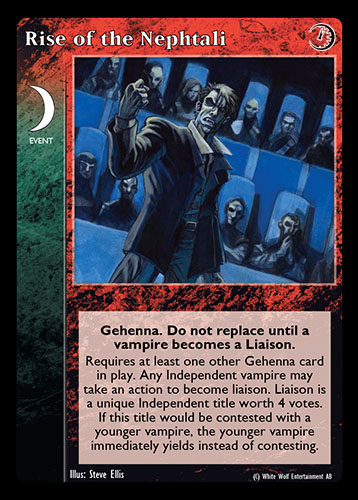 Rise of the Nephtali
EVENT
Gehenna. Do not replace until a
vampire becomes a Liaison.
Requires at least one other Gehenna card
in play. Any Independent vampire may
take an action to become liaison. Liaison is
a unique Independent title worth 4 votes.
If this title would be contested with a
younger vampire, the younger vampire
immediately yields instead of contesting.
Illus: Steve Ellis
(C) White Wolf Entertainment AB